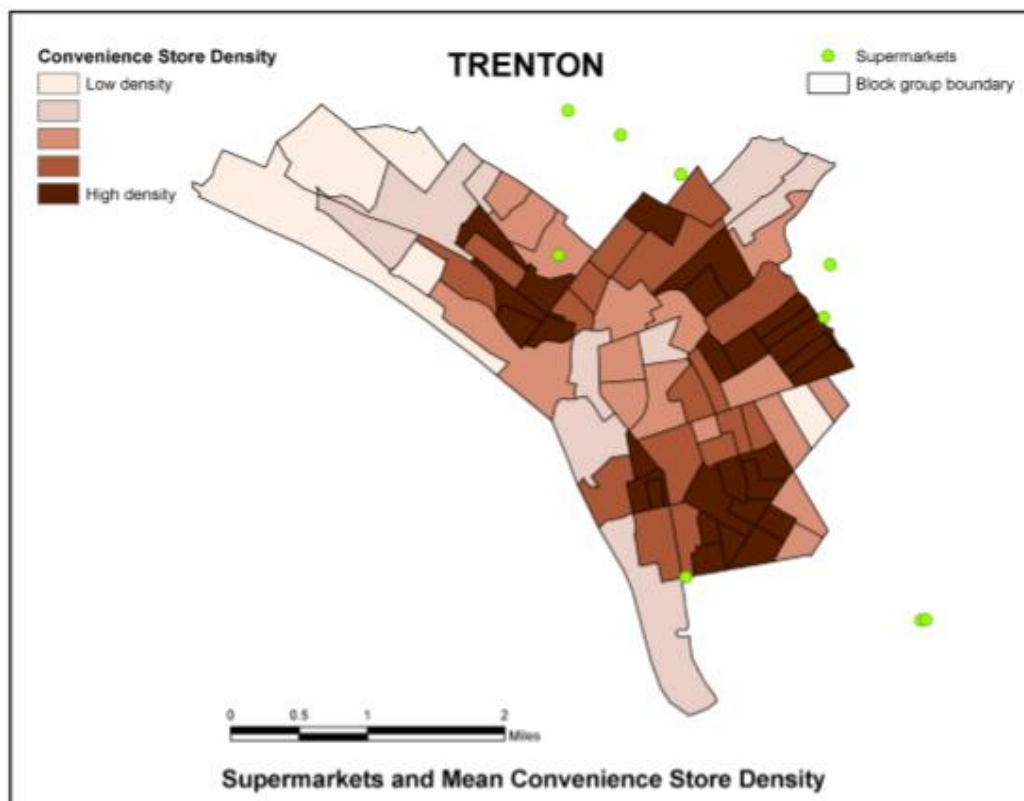 Convenience Store Density
Low density
High density
TRENTON
Supermarkets
Block group boundary
0 0.5 1 2
Miles
Supermarkets and Mean Convenience Store Density